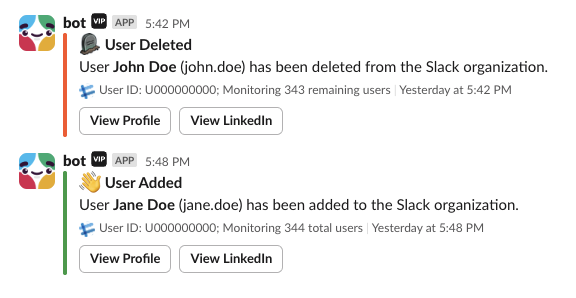 bot VIP APP 5:42 PM
User Deleted
User John Doe (john.doe) has been deleted from the Slack organization.
User ID: U000000000; Monitoring 343 remaining users | Yesterday at 5:42 PM
View Profile View LinkedIn
bot VIP APP 5:48 PM
User Added
User Jane Doe (jane.doe) has been added to the Slack organization.
User ID: U000000000; Monitoring 344 total users | Yesterday at 5:48 PM
View Profile View LinkedIn